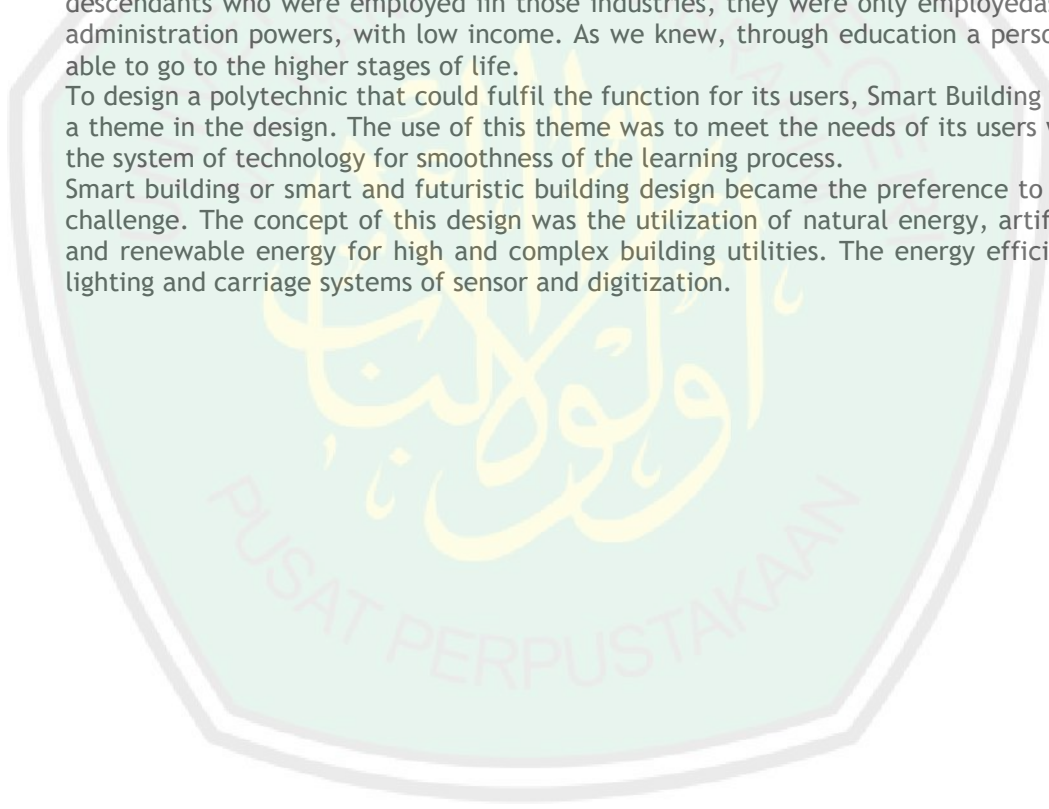 descendants who were employed fin those industries, they were only employedas
administration powers, with low income. As we knew, through education a perso
able to go to the higher stages of life.
To design a polytechnic that could fulfil the function for its users, Smart Building
a theme in the design. The use of this theme was to meet the needs of its users
the system of technology for smoothness of the learning process.
Smart building or smart and futuristic building design became the preference to
challenge. The concept of this design was the utilization of natural energy, artif
and renewable energy for high and complex building utilities. The energy effici
lighting and carriage systems of sensor and digitization.
PUSAT PERPUSTAKAAN